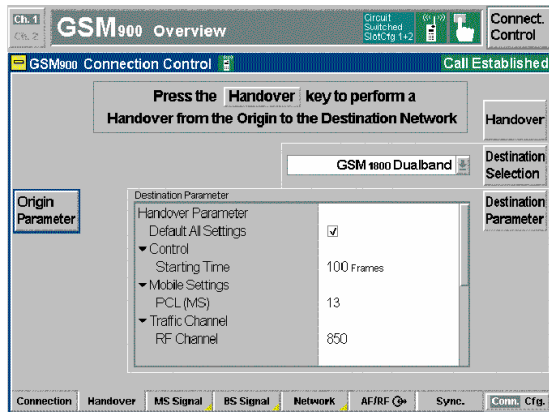 Ch. 1
Ch. 2
GSM900 Overview
Circuit
Switched
SlotCfg 1+2
Connect.
Control
GSM900 Connection Control
Call Established
Press the Handover key to perform a
Handover from the Origin to the Destination Network
Handover
GSM 1800 Dualband
Destination
Selection
Origin
Parameter
Destination
Parameter
Destination Parameter
Handover Parameter
Default All Settings
Control
Starting Time 100 Frames
Mobile Settings
PCL (MS) 13
Traffic Channel
RF Channel 850
Connection Handover MS Signal BS Signal Network AF/RF Sync. Conn. Cfg.